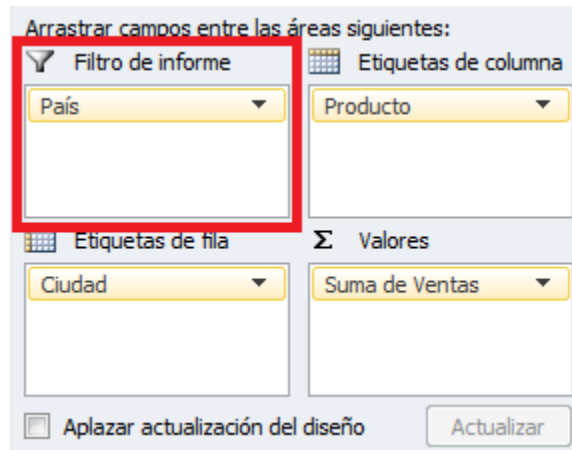 Arrastrar campos entre las áreas siguientes:
Filtro de informe
Etiquetas de columna
País
Producto
Etiquetas de fila
Σ Valores
Ciudad
Suma de Ventas
Aplazar actualización del diseño
Actualizar